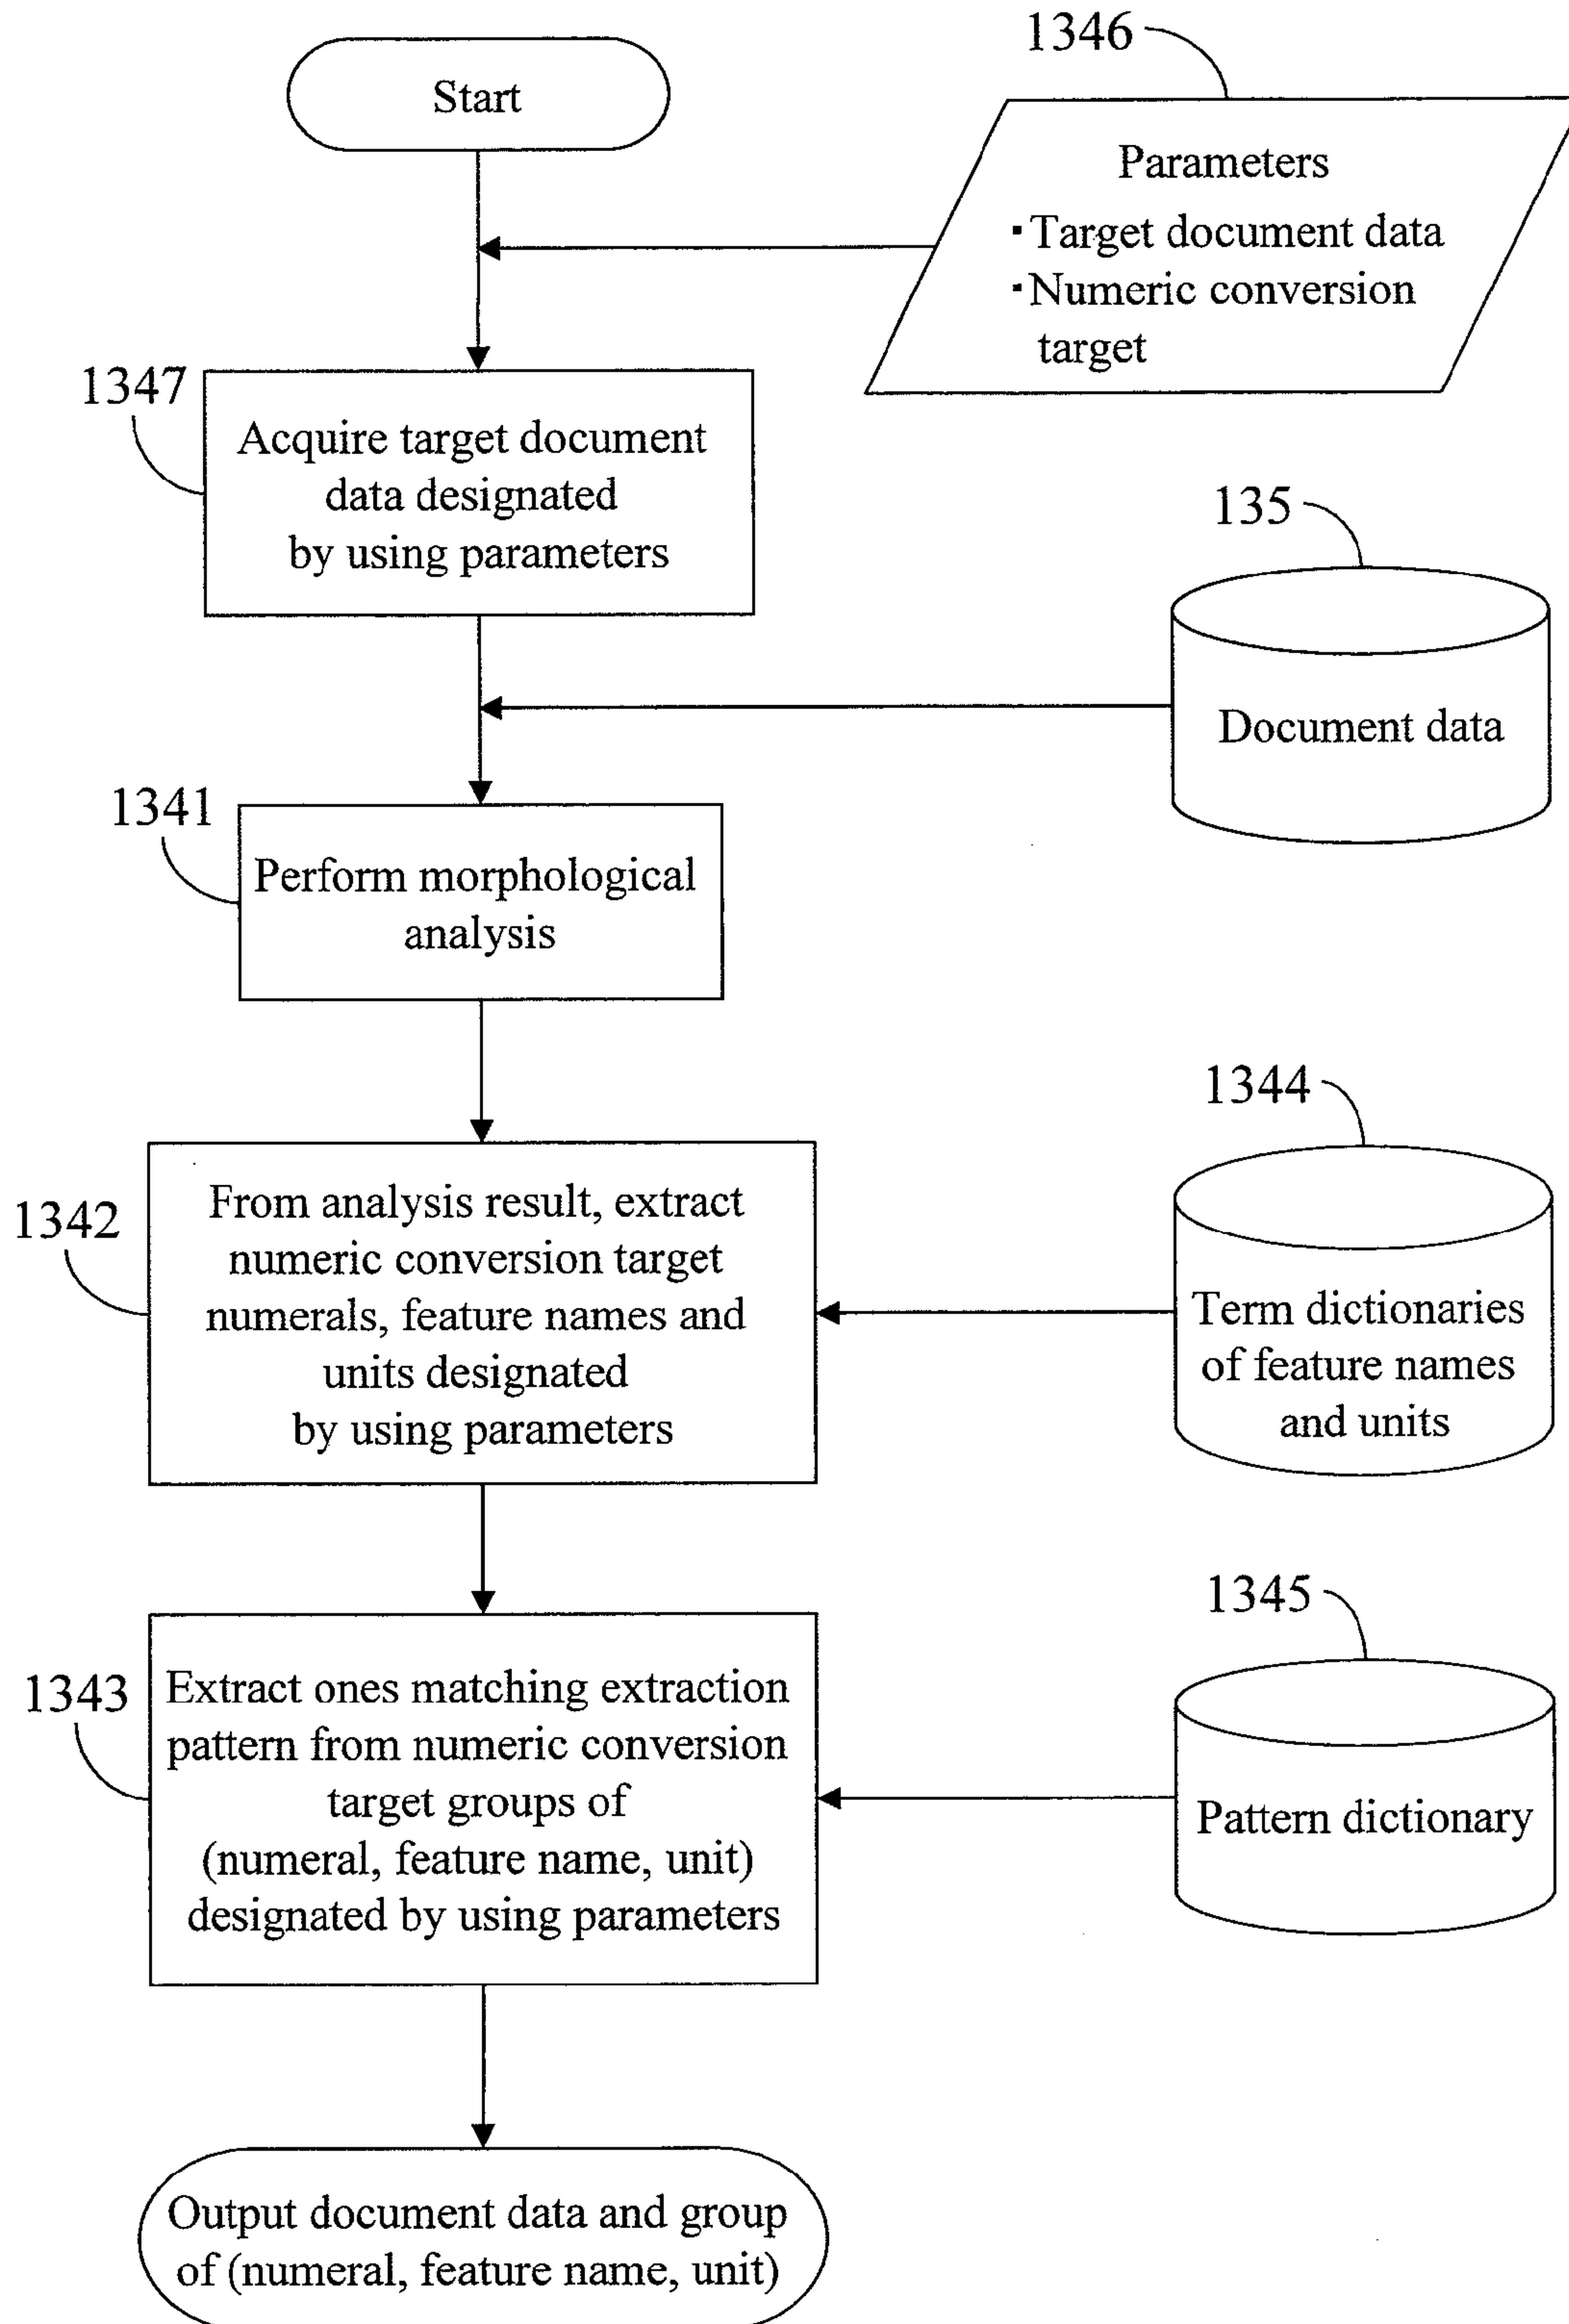 Start
1346
Parameters
・Target document data
・Numeric conversion
target
1347
Acquire target document
data designated
by using parameters
135
Document data
1341
Perform morphological
analysis
1342
From analysis result, extract
numeric conversion target
numerals, feature names and
units designated
by using parameters
1344
Term dictionaries
of feature names
and units
1343
Extract ones matching extraction
pattern from numeric conversion
target groups of
(numeral, feature name, unit)
designated by using parameters
1345
Pattern dictionary
Output document data and group
of (numeral, feature name, unit)